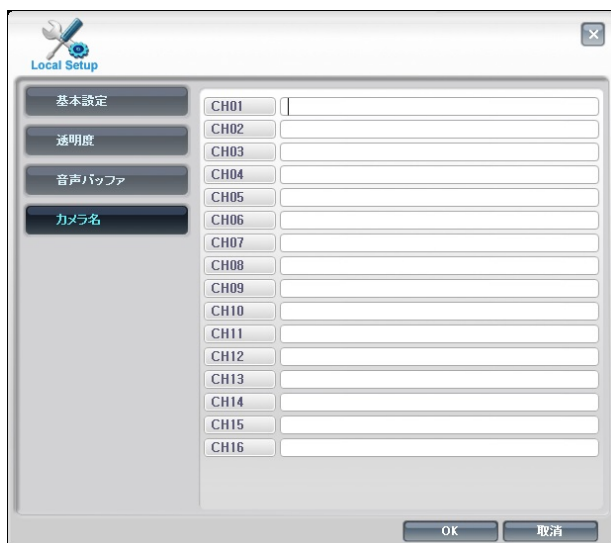 Local Setup
基本設定
透明度
音声バッファ
カメラ名
CH01
CH02
CH03
CH04
CH05
CH06
CH07
CH08
CH09
CH10
CH11
CH12
CH13
CH14
CH15
CH16
OK
取消